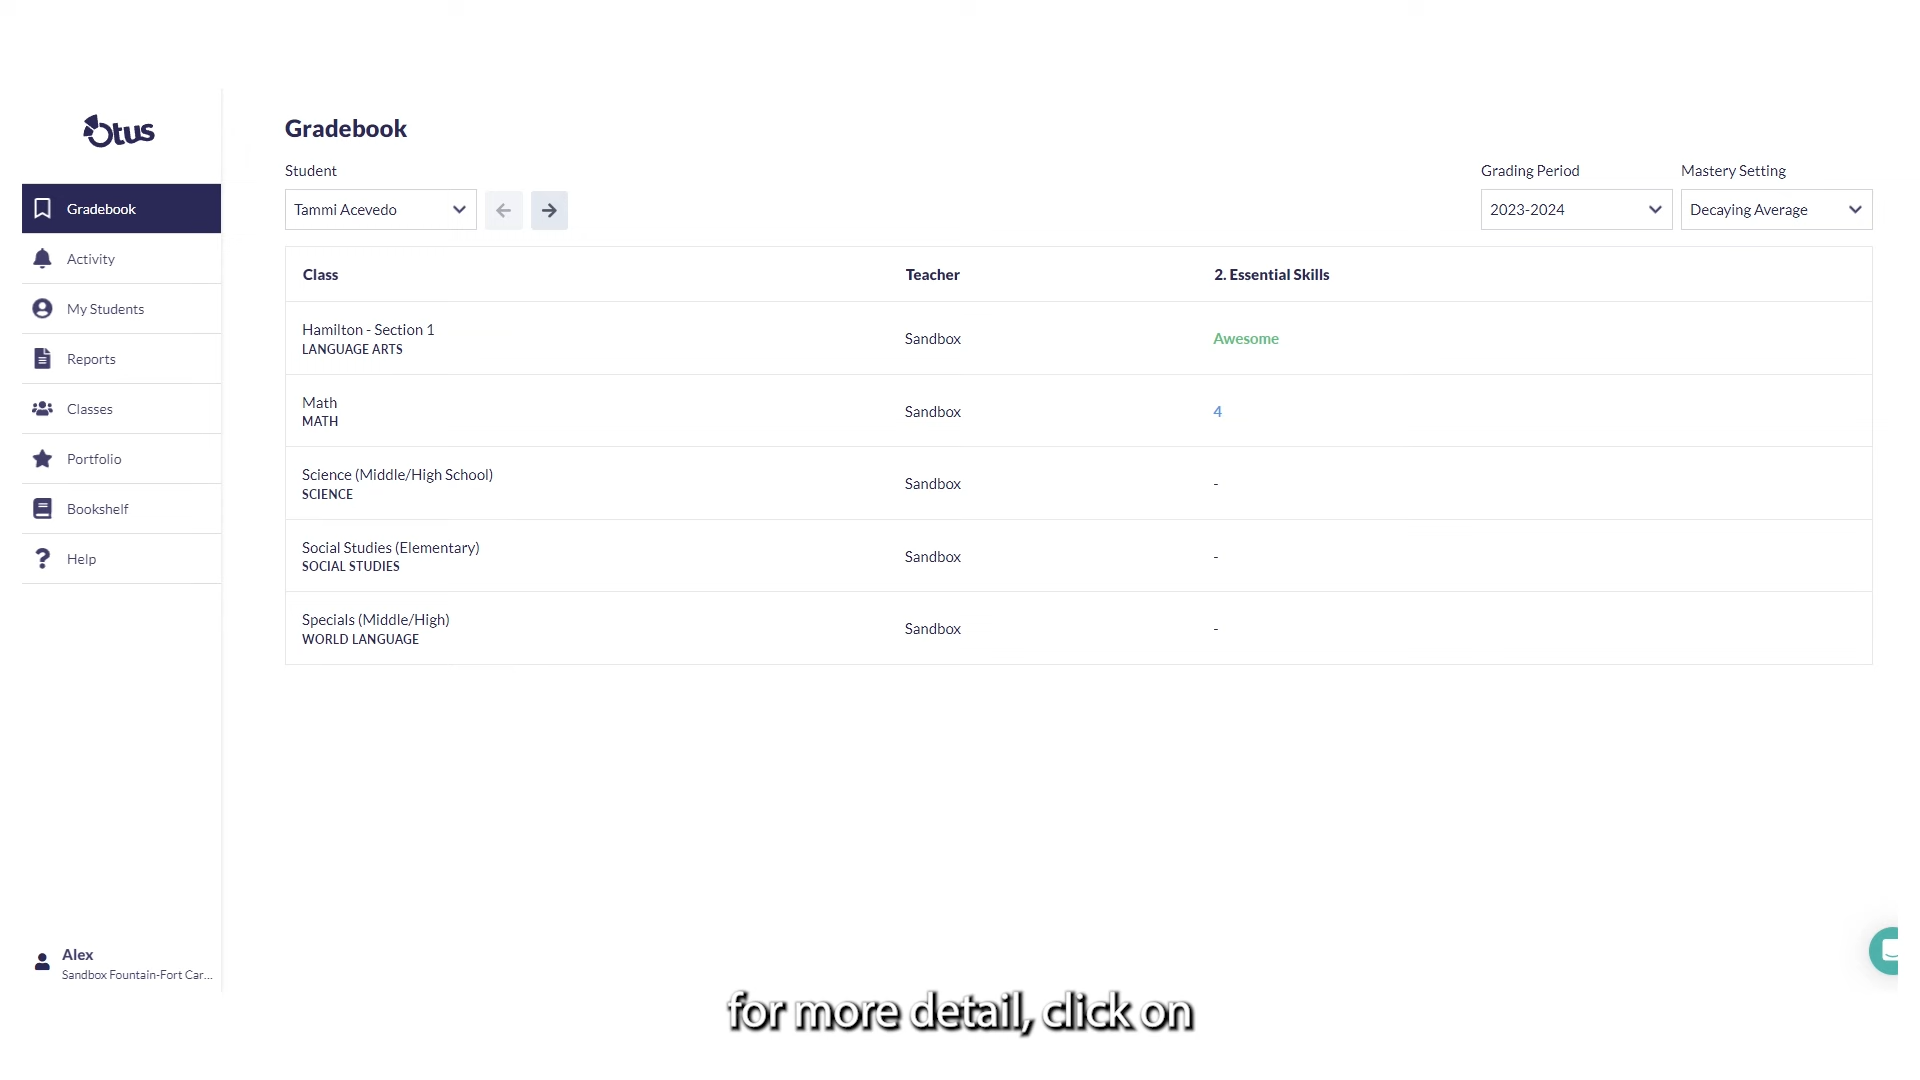 Otus
Gradebook
Activity
My Students
Reports
Classes
Portfolio
Bookshelf
Help
Alex
Sandbox Fountain-Fort Car...
Gradebook
Student
Tammi Acevedo
Grading Period
2023-2024
Mastery Setting
Decaying Average
Class Teacher 2. Essential Skills
Hamilton - Section 1
LANGUAGE ARTS
Sandbox
Awesome
Math
MATH
Sandbox
4
Science (Middle/High School)
SCIENCE
Sandbox
-
Social Studies (Elementary)
SOCIAL STUDIES
Sandbox
-
Specials (Middle/High)
WORLD LANGUAGE
Sandbox
-
for more detail, click on